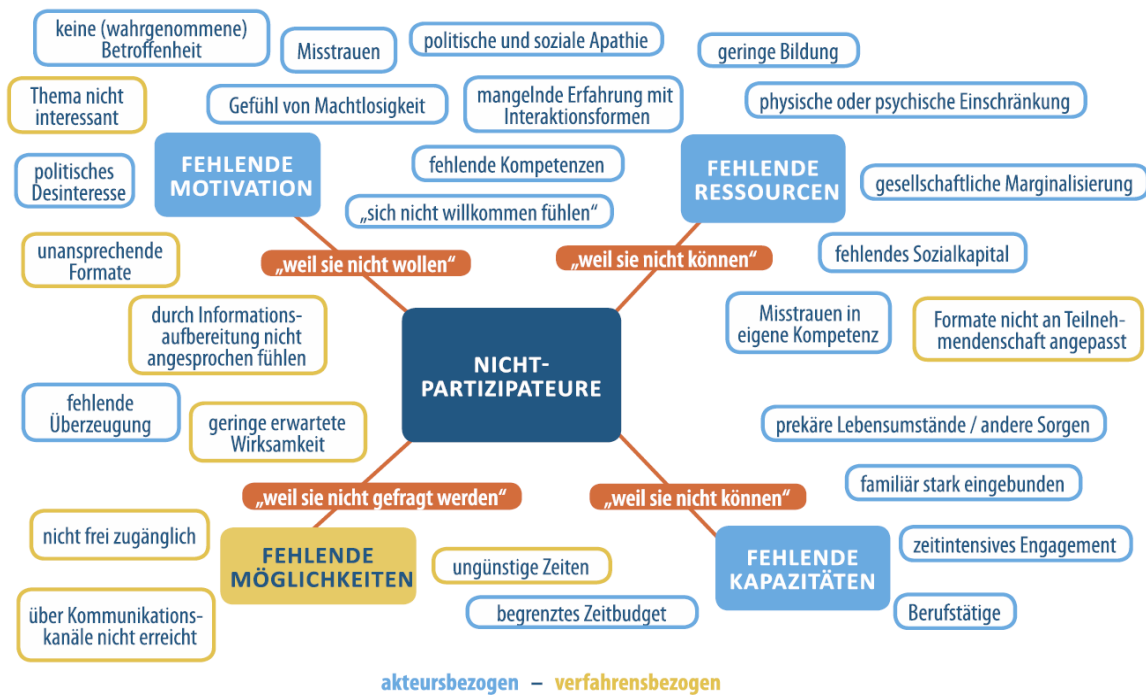 keine (wahrgenommene)
Betroffenheit
Misstrauen
politische und soziale Apathie
geringe Bildung
Thema nicht
interessant
Gefühl von Machtlosigkeit
mangelnde Erfahrung mit
Interaktionsformen
physische oder psychische Einschränkung
FEHLENDE
MOTIVATION
fehlende Kompetenzen
FEHLENDE
RESSOURCEN
politisches
Desinteresse
gesellschaftliche Marginalisierung
„sich nicht willkommen fühlen“
unansprechende
Formate
„weil sie nicht wollen“
„weil sie nicht können“
fehlendes Sozialkapital
durch Informations-
aufbereitung nicht
angesprochen fühlen
Misstrauen in
eigene Kompetenz
Formate nicht an Teilneh-
mendenschaft angepasst
NICHT-
PARTIZIPATEURE
fehlende
Überzeugung
geringe erwartete
Wirksamkeit
prekäre Lebensumstände / andere Sorgen
„weil sie nicht gefragt werden“
„weil sie nicht können“
familiär stark eingebunden
nicht frei zugänglich
FEHLENDE
MÖGLICHKEITEN
ungünstige Zeiten
FEHLENDE
KAPAZITÄTEN
zeitintensives Engagement
über Kommunikations-
kanäle nicht erreicht
begrenztes Zeitbudget
Berufstätige
akteursbezogen – verfahrensbezogen